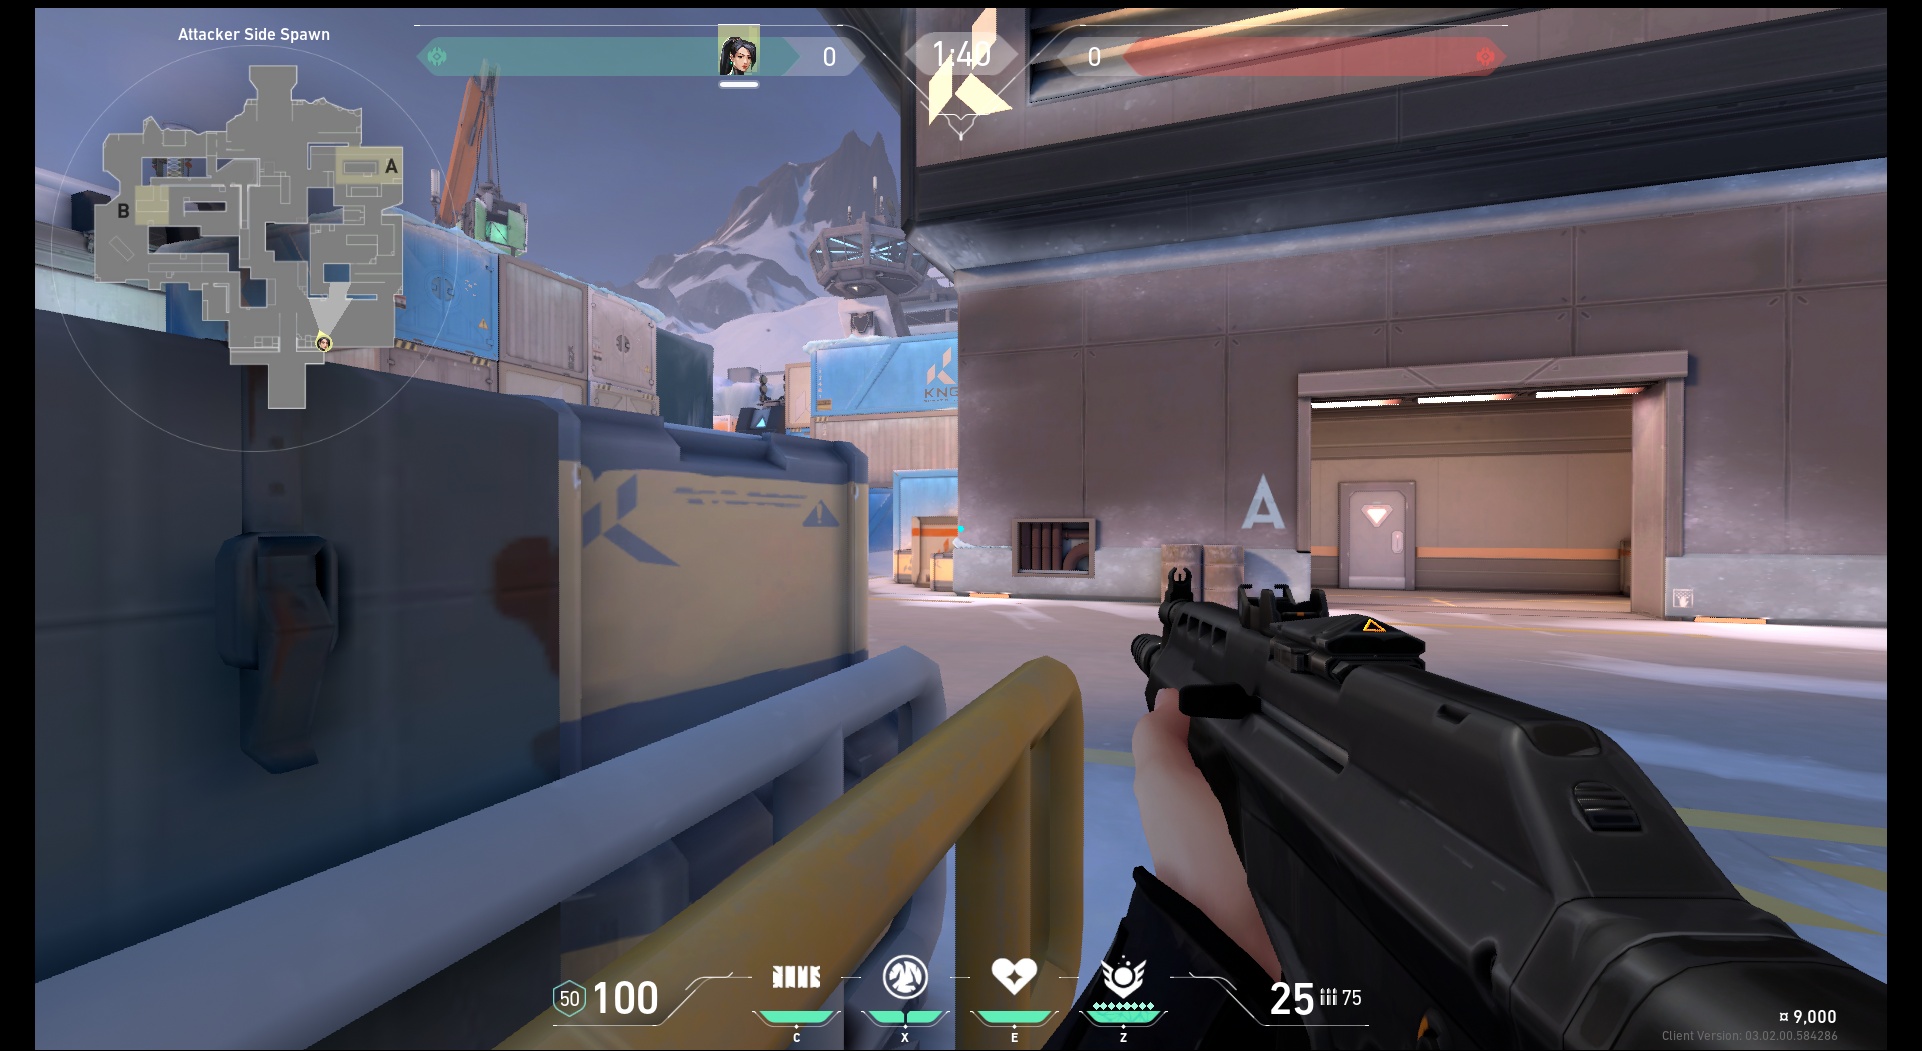 Attacker Side Spawn
0
1:40
0
A
B
KNG
A
50
100
25
75
C
X
E
Z
¤ 9,000
Client Version: 03.02.00.584286